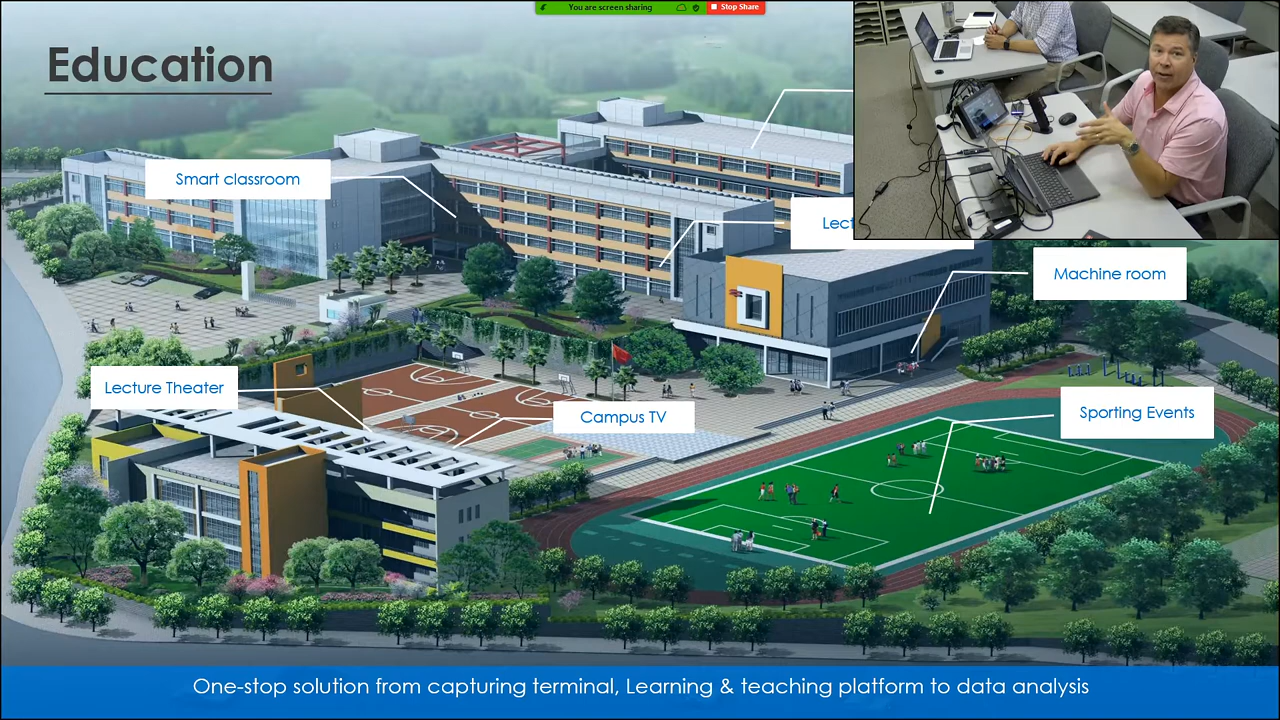 You are screen sharing
Stop Share
Education
Smart classroom
Machine room
Lecture Theater
Campus TV
Sporting Events
One-stop solution from capturing terminal, Learning & teaching platform to data analysis